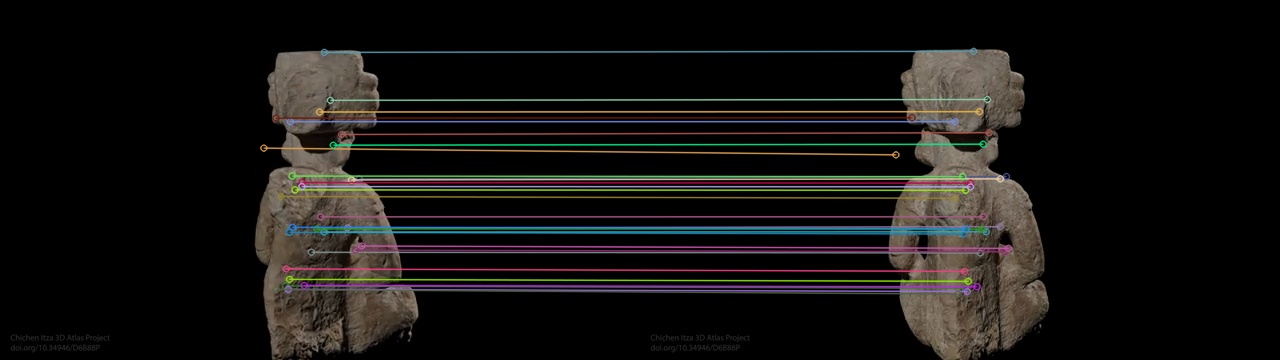 Chichen Itza 3D Atlas Project
doi.org/10.34946/D6B88P
Chichen Itza 3D Atlas Project
doi.org/10.34946/D6B88P